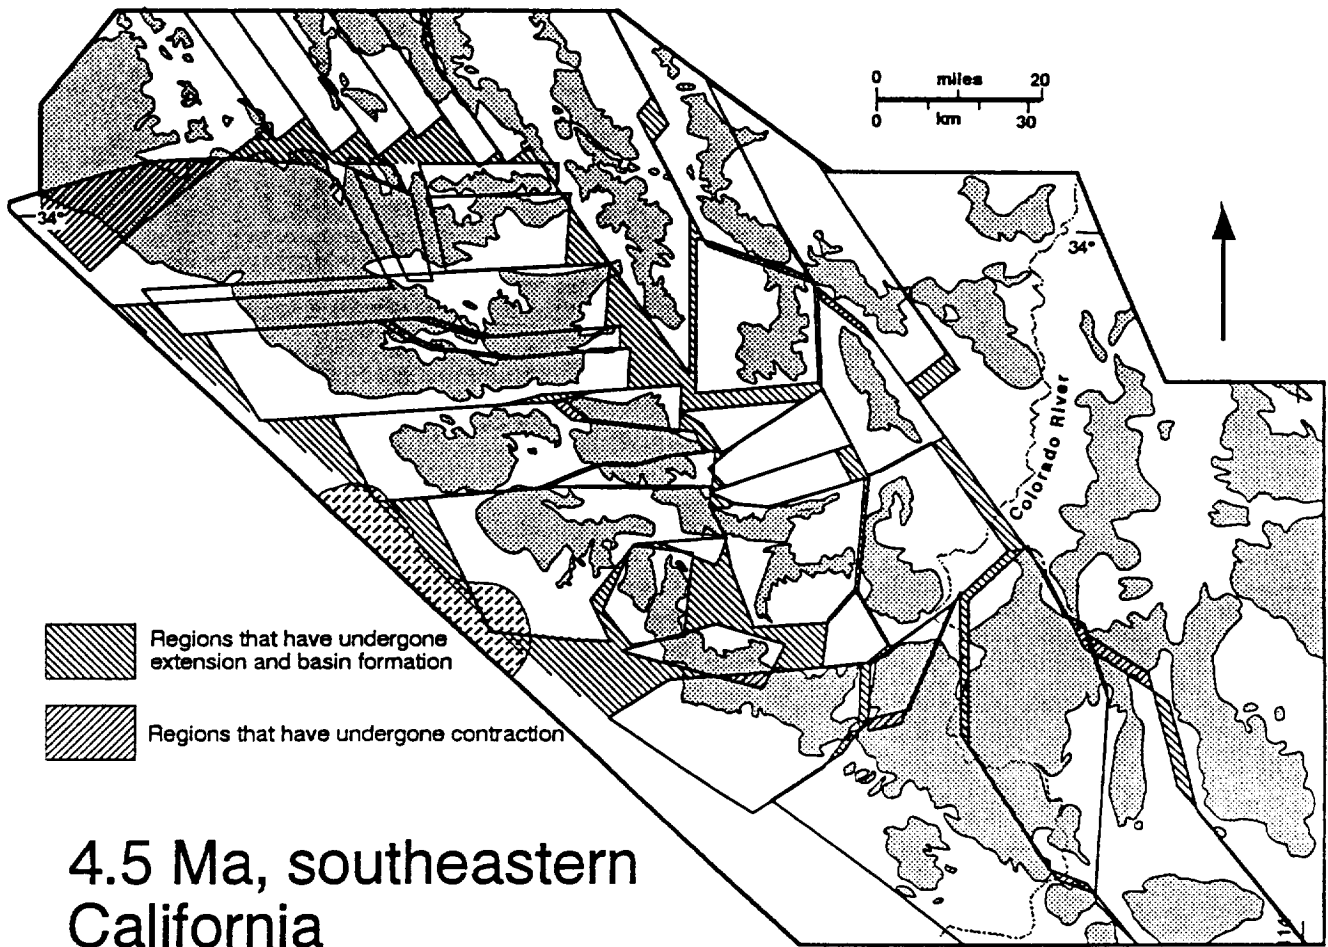 0 miles 20
0 km 30
34°
34°
Colorado River
Regions that have undergone
extension and basin formation
Regions that have undergone contraction
4.5 Ma, southeastern
California